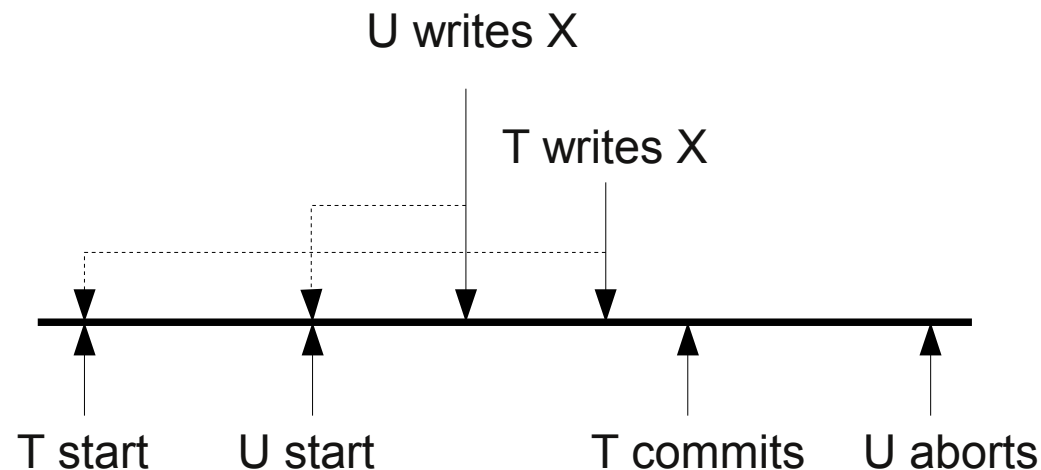 U writes X
T writes X
T start
U start
T commits
U aborts